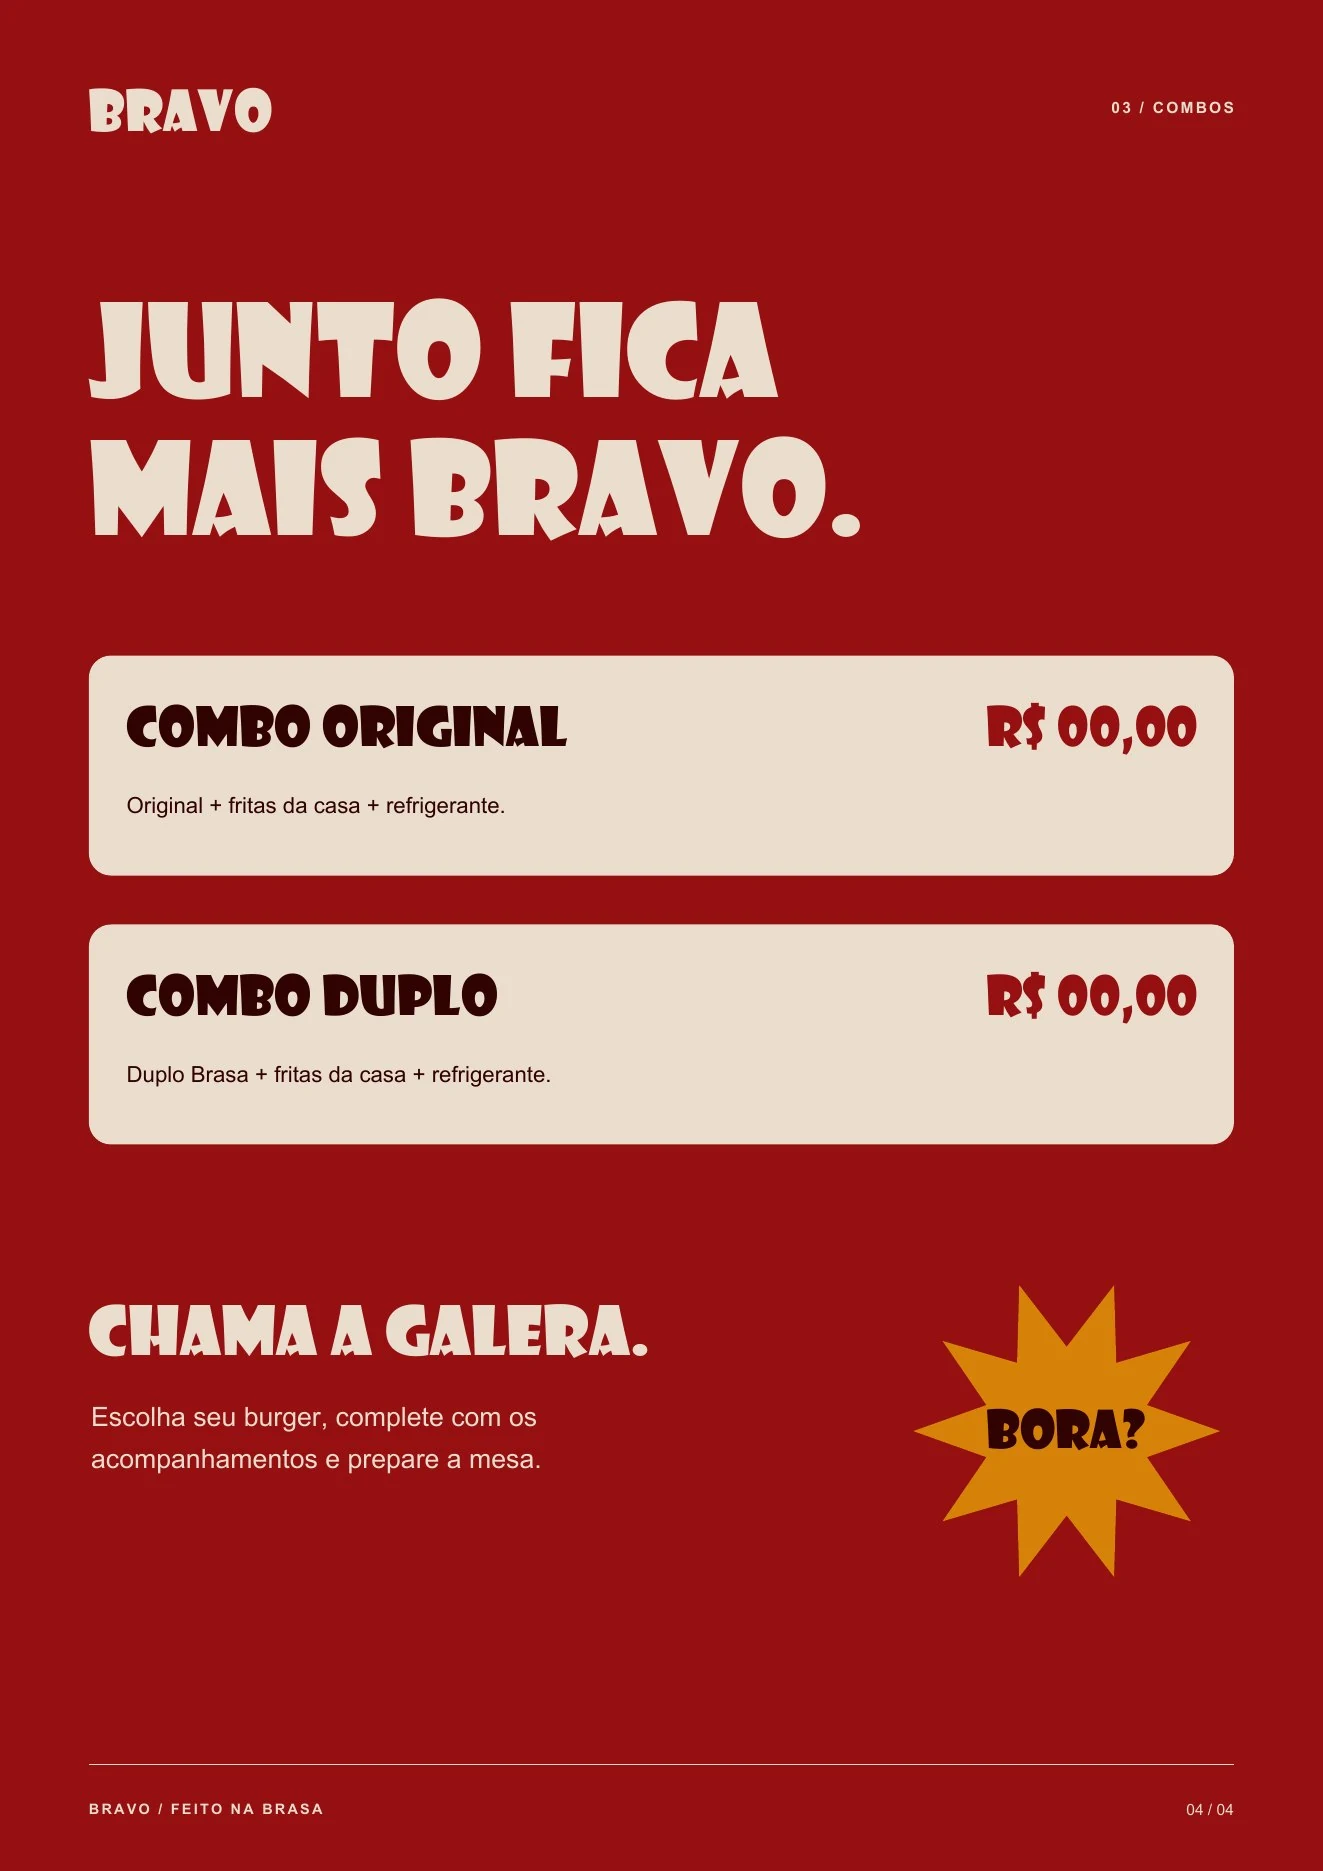 BRAVO
03 / COMBOS
JUNTO FICA
MAIS BRAVO.
COMBO ORIGINAL
R$ 00,00
Original + fritas da casa + refrigerante.
COMBO DUPLO
R$ 00,00
Duplo Brasa + fritas da casa + refrigerante.
CHAMA A GALERA.
Escolha seu burger, complete com os
acompanhamentos e prepare a mesa.
BORA?
BRAVO / FEITO NA BRASA
04 / 04